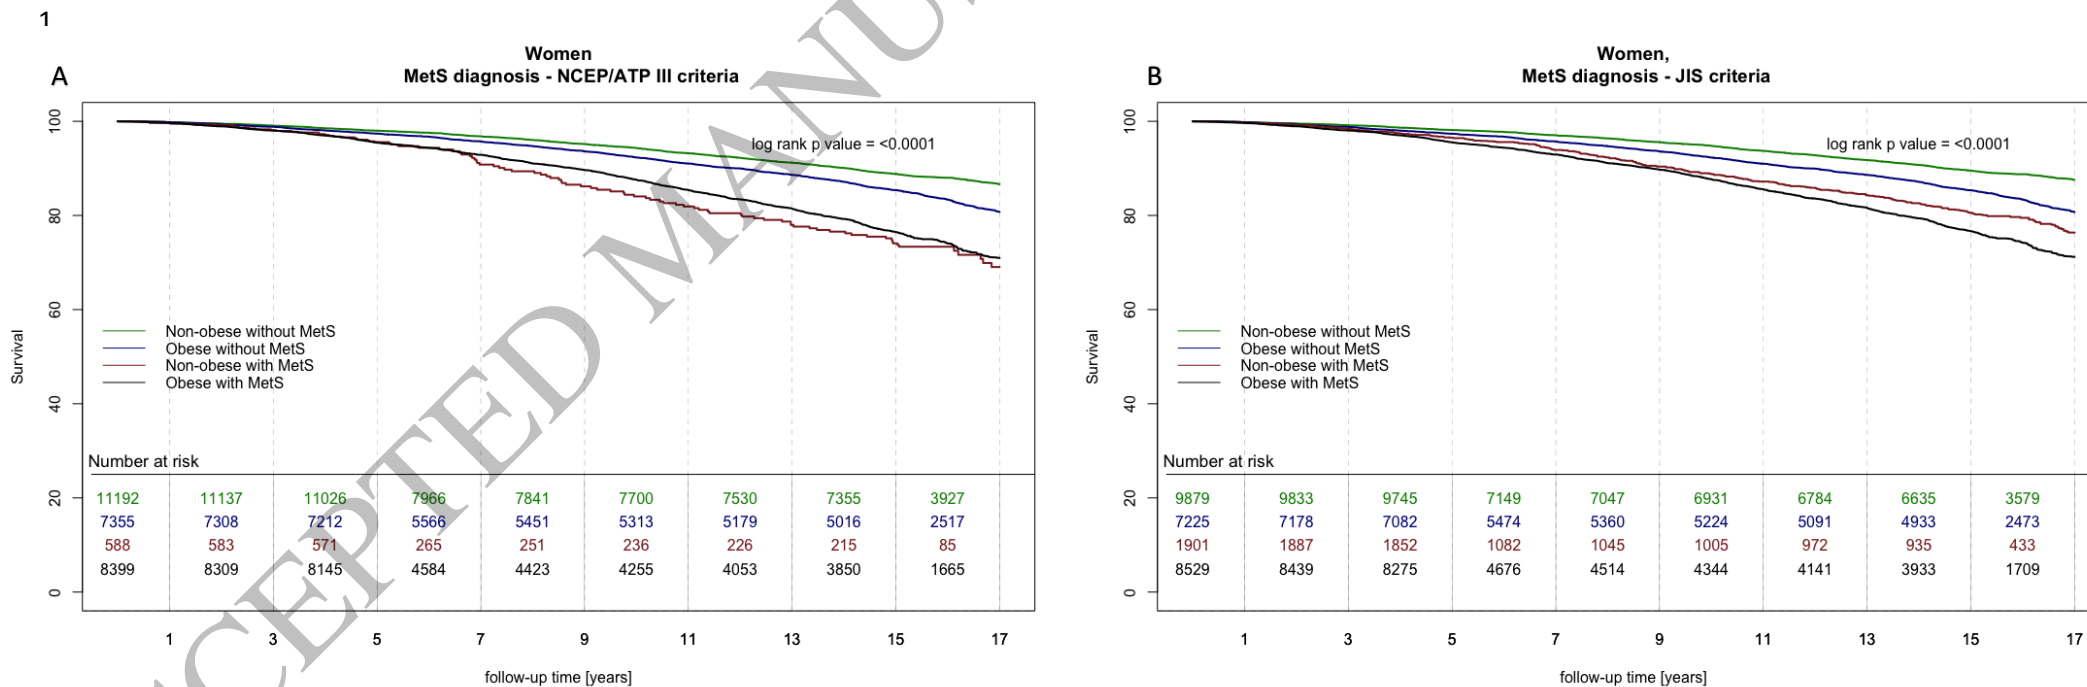 1
A
Women
MetS diagnosis - NCEP/ATP III criteria
log rank p value = <0.0001
Survival
100
80
60
40
20
0
Non-obese without MetS
Obese without MetS
Non-obese with MetS
Obese with MetS
Number at risk
11192 11137 11026 7966 7841 7700 7530 7355 3927
7355 7308 7212 5566 5451 5313 5179 5016 2517
588 583 571 265 251 236 226 215 85
8399 8309 8145 4584 4423 4255 4053 3850 1665
1 3 5 7 9 11 13 15 17
follow-up time [years]
B
Women,
MetS diagnosis - JIS criteria
log rank p value = <0.0001
Survival
100
80
60
40
20
0
Non-obese without MetS
Obese without MetS
Non-obese with MetS
Obese with MetS
Number at risk
9879 9833 9745 7149 7047 6931 6784 6635 3579
7225 7178 7082 5474 5360 5224 5091 4933 2473
1901 1887 1852 1082 1045 1005 972 935 433
8529 8439 8275 4676 4514 4344 4141 3933 1709
1 3 5 7 9 11 13 15 17
follow-up time [years]
CEPTED MANU